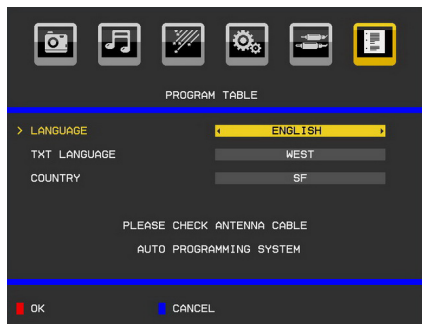 PROGRAM TABLE
> LANGUAGE ENGLISH
TXT LANGUAGE WEST
COUNTRY SF
PLEASE CHECK ANTENNA CABLE
AUTO PROGRAMMING SYSTEM
OK CANCEL